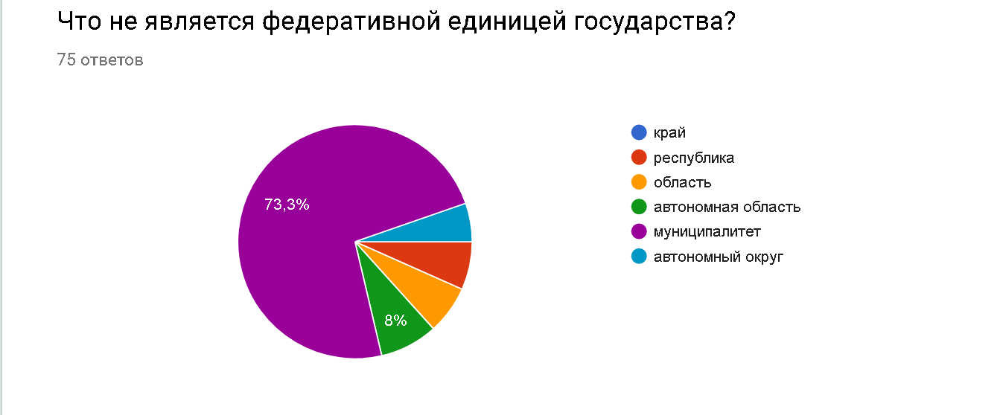 Что не является федеративной единицей государства?
75 ответов
73,3%
8%
край
республика
область
автономная область
муниципалитет
автономный округ